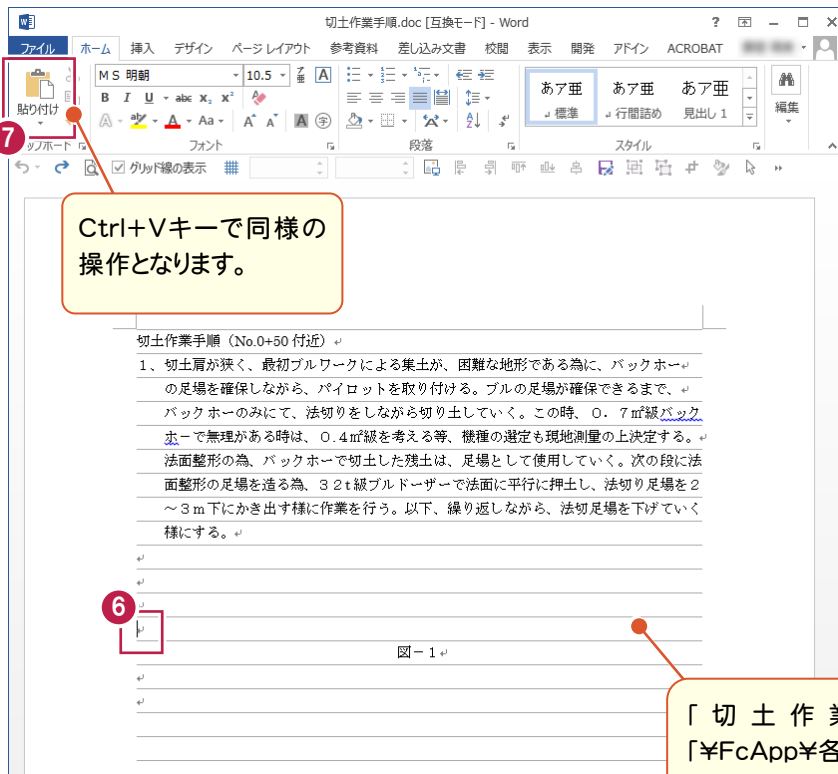 切土作業手順.doc [互換モード] - Word
ファイル ホーム 挿入 デザイン ページ レイアウト 参考資料 差し込み文書 校閲 表示 開発 アドイン ACROBAT
ＭＳ 明朝 10.5
貼り付け
あア亜 あア亜 あア亜
標準 行間詰め 見出し 1
編集
7
フォント 段落 スタイル
グリッド線の表示
Ctrl+Vキーで同様の
操作となります。
切土作業手順（No.0+50 付近）
１、切土肩が狭く、最初ブルワークによる集土が、困難な地形である為に、バックホー
の足場を確保しながら、パイロットを取り付ける。ブルの足場が確保できるまで、
バックホーのみにて、法切りをしながら切り土していく。この時、０．７㎥級バック
ホーで無理がある時は、０.４㎥級を考える等、機種の選定も現地測量の上決定する。
法面整形の為、バックホーで切土した残土は、足場として使用していく。次の段に法
面整形の足場を造る為、３２ｔ級ブルドーザーで法面に平行に押土し、法切り足場を２
～３ｍ下にかき出す様に作業を行う。以下、繰り返しながら、法切足場を下げていく
様にする。
6
図－１
「切土作業
「¥FcApp¥各